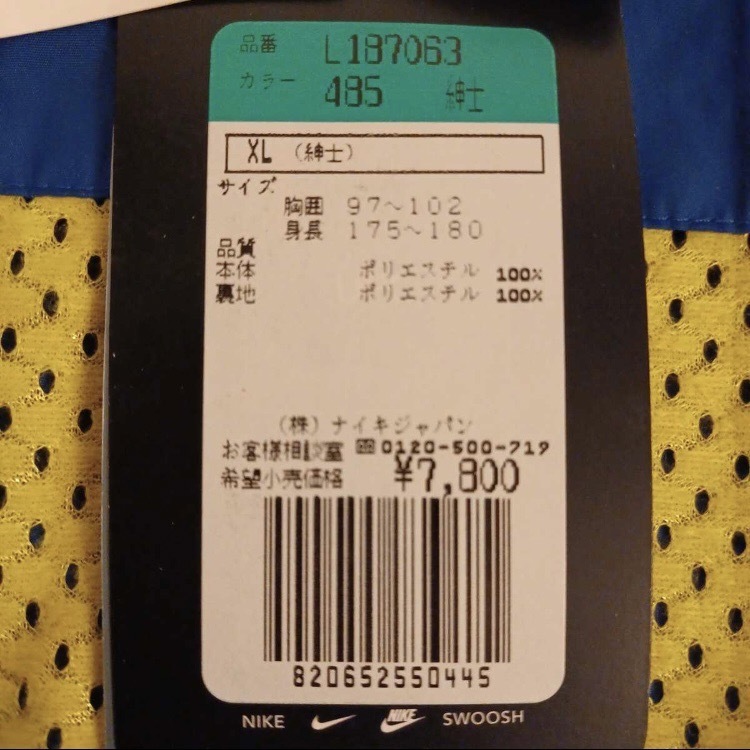 品番 L187063
カラー 485 紳士
XL (紳士)
サイズ
胸囲 97~102
身長 175~180
品質
本体 ポリエステル 100%
裏地 ポリエステル 100%
(株)ナイキジャパン
お客様相談室 0120-500-719
希望小売価格 ¥7,800
820652550445
NIKE NIKE SWOOSH